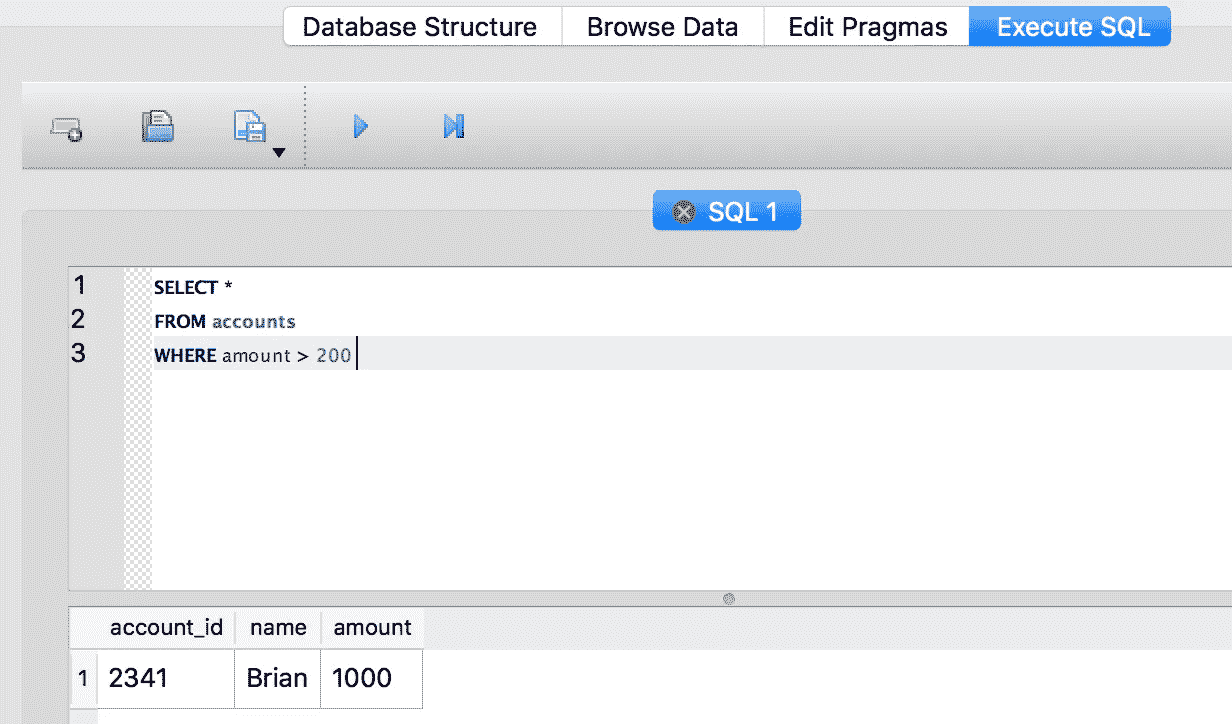 Database Structure Browse Data Edit Pragmas Execute SQL
SQL 1
1 SELECT *
2 FROM accounts
3 WHERE amount > 200
account_id name amount
1 2341 Brian 1000